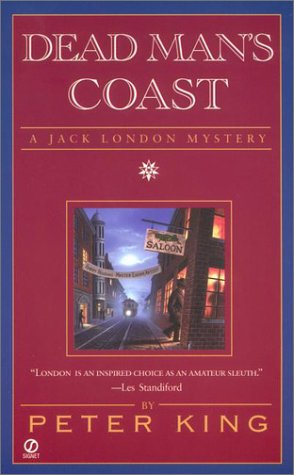 DEAD MAN'S
COAST
A JACK LONDON MYSTERY
SALOON
"LONDON IS AN INSPIRED CHOICE AS AN AMATEUR SLEUTH."
—Les Standiford
BY
PETER KING
SIGNET